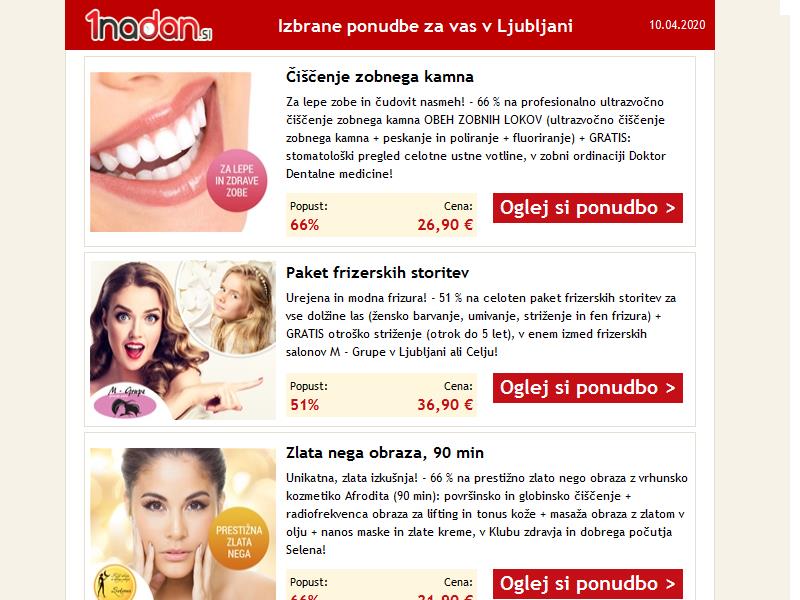 1nadan.si
Izbrane ponudbe za vas v Ljubljani
10.04.2020
ZA LEPE
IN ZDRAVE
ZOBE
Čiščenje zobnega kamna
Za lepe zobe in čudovit nasmeh! - 66 % na profesionalno ultrazvočno
čiščenje zobnega kamna OBEH ZOBNIH LOKOV (ultrazvočno čiščenje
zobnega kamna + peskanje in poliranje + fluoriranje) + GRATIS:
stomatološki pregled celotne ustne votline, v zobni ordinaciji Doktor
Dentalne medicine!
Popust:
Cena:
66%
26,90 €
Oglej si ponudbo >
M - Grupa
Paket frizerskih storitev
Urejena in modna frizura! - 51 % na celoten paket frizerskih storitev za
vse dolžine las (žensko barvanje, umivanje, striženje in fen frizura) +
GRATIS otroško striženje (otrok do 5 let), v enem izmed frizerskih
salonov M - Grupe v Ljubljani ali Celju!
Popust:
Cena:
51%
36,90 €
Oglej si ponudbo >
PRESTIŽNA
ZLATA
NEGA
Zlata nega obraza, 90 min
Unikatna, zlata izkušnja! - 66 % na prestižno zlato nego obraza z vrhunsko
kozmetiko Afrodita (90 min): površinsko in globinsko čiščenje +
radiofrekvenca obraza za lifting in tonus kože + masaža obraza z zlatom v
olju + nanos maske in zlate kreme, v Klubu zdravja in dobrega počutja
Selena!
Popust:
Cena:
Oglej si ponudbo >